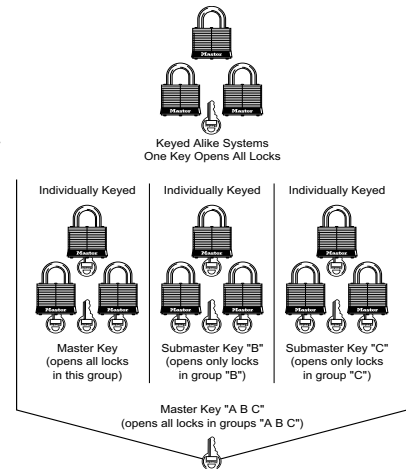 Master
Master Master
Keyed Alike Systems
One Key Opens All Locks
Individually Keyed
Master
Master Master
Master Key
(opens all locks
in this group)
Individually Keyed
Master
Master Master
Submaster Key "B"
(opens only locks
in group "B")
Individually Keyed
Master
Master Master
Submaster Key "C"
(opens only locks
in group "C")
Master Key "A B C"
(opens all locks in groups "A B C")